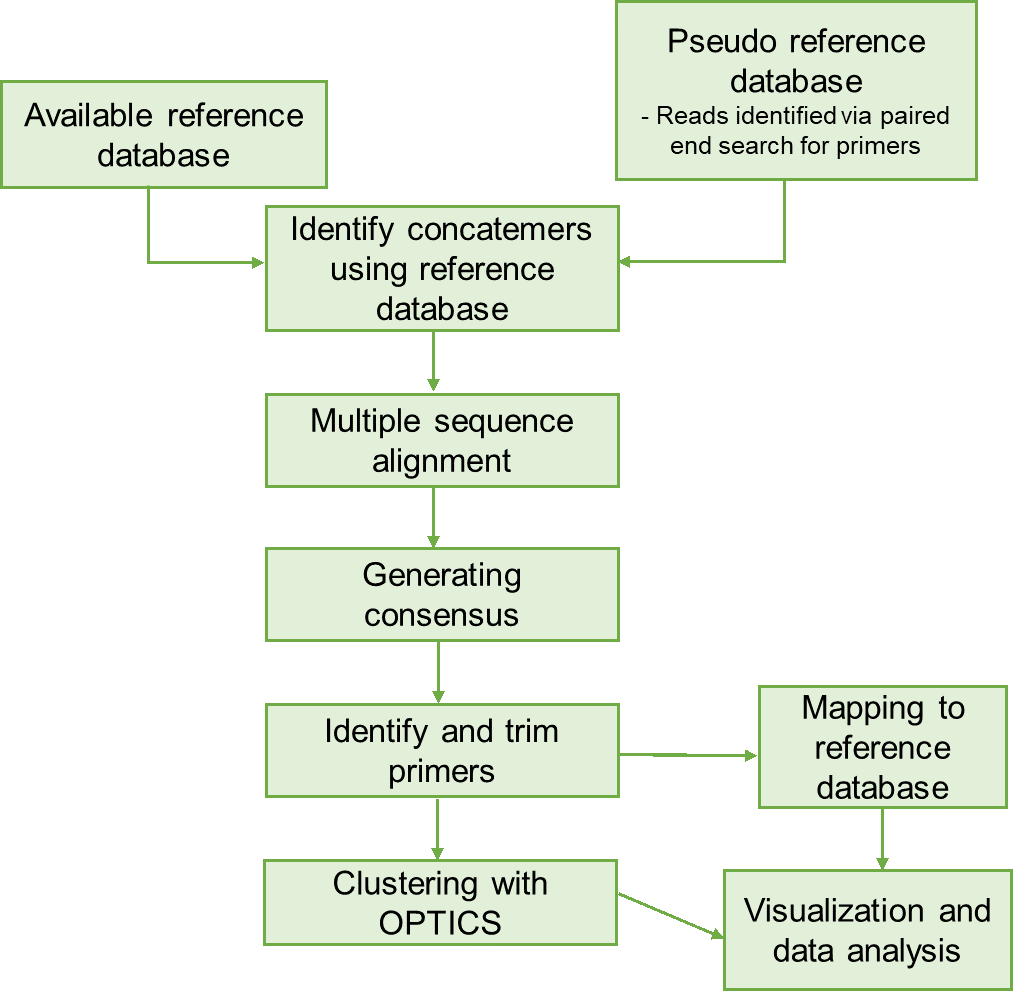 Pseudo reference
database
- Reads identified via paired
end search for primers
Available reference
database
Identify concatemers
using reference
database
Multiple sequence
alignment
Generating
consensus
Identify and trim
primers
Mapping to
reference
database
Clustering with
OPTICS
Visualization and
data analysis